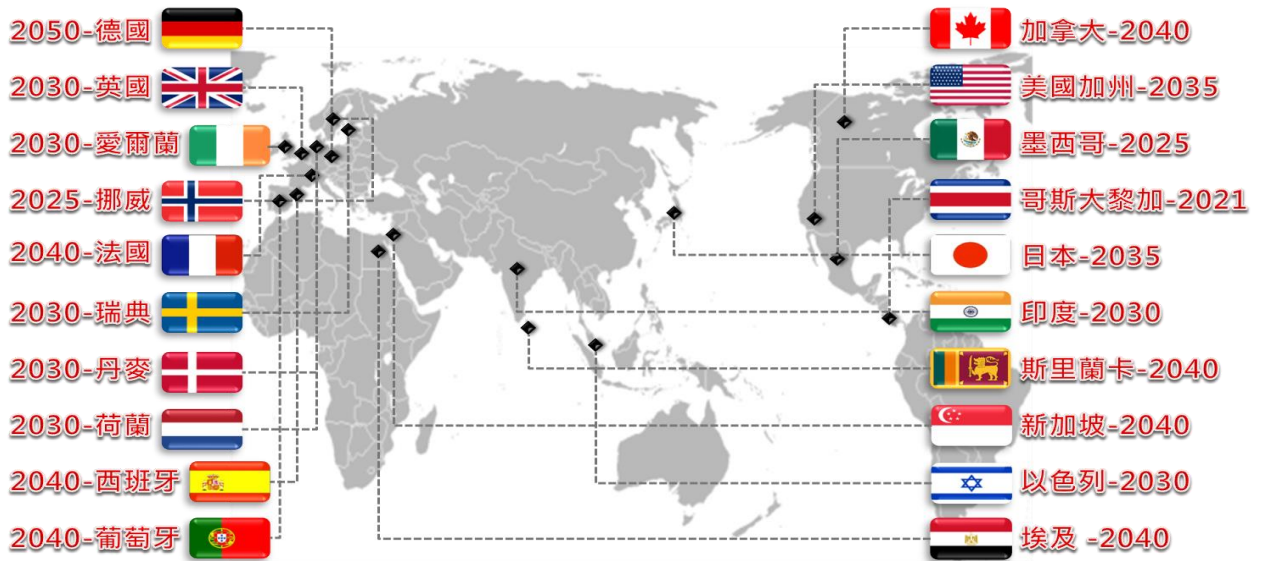 2050-德國
2030-英國
2030-愛爾蘭
2025-挪威
2040-法國
2030-瑞典
2030-丹麥
2030-荷蘭
2040-西班牙
2040-葡萄牙
加拿大-2040
美國加州-2035
墨西哥-2025
哥斯大黎加-2021
日本-2035
印度-2030
斯里蘭卡-2040
新加坡-2040
以色列-2030
埃及 -2040